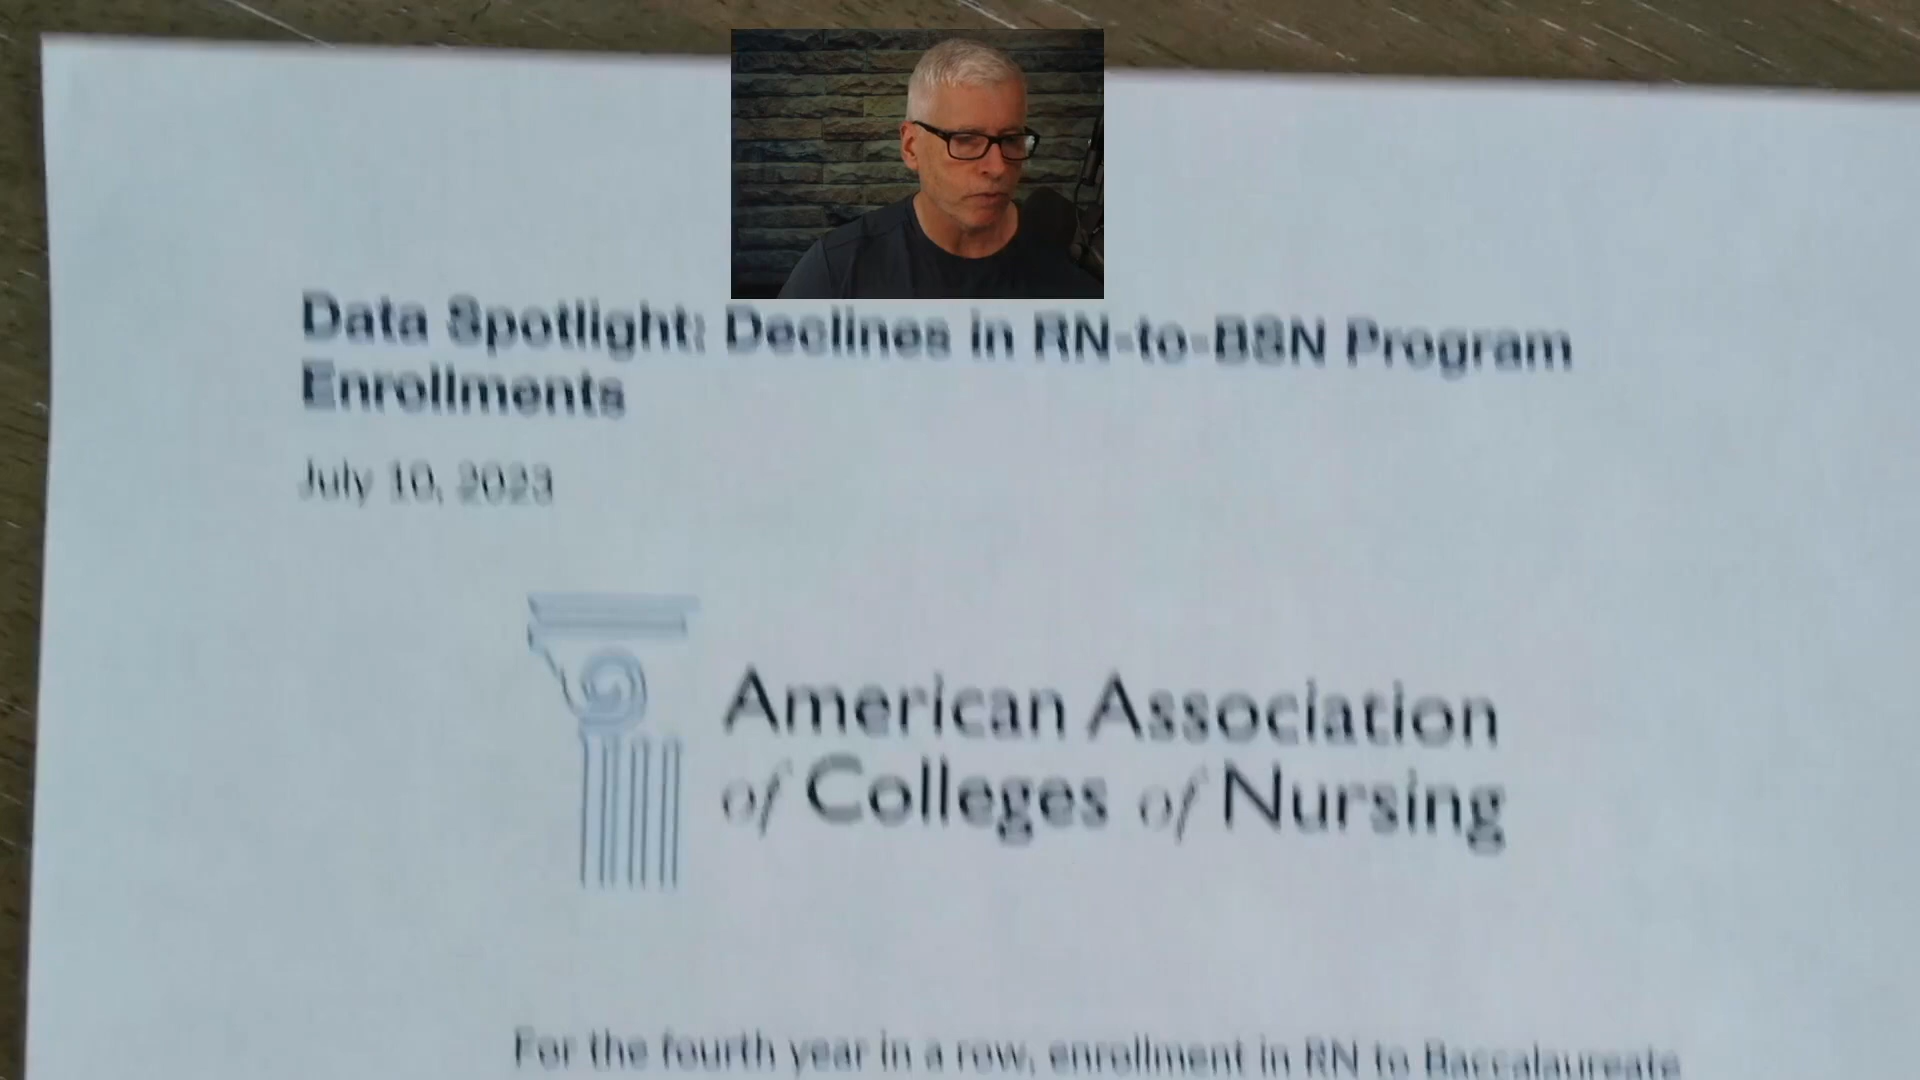 Data Spotlight: Declines in RN-to-BSN Program
Enrollments
July 10, 2023
American Association
of Colleges of Nursing
For the fourth year in a row, enrollment in RN to Baccalaureate